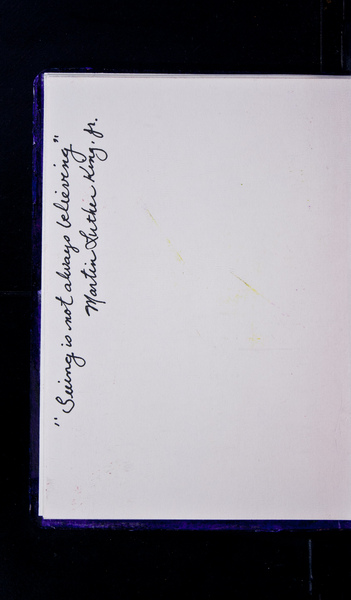 "Seeing is not always believing"
Martin Luther King, Jr.